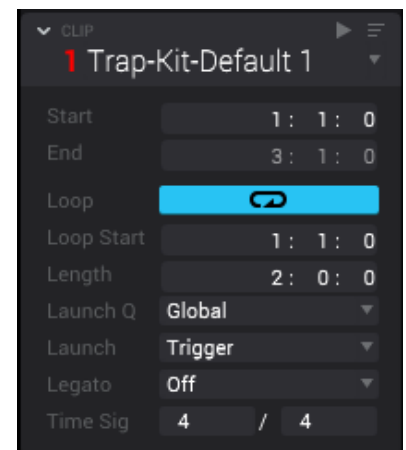 CLIP
1 Trap-Kit-Default 1
Start 1: 1: 0
End 3: 1: 0
Loop
Loop Start 1: 1: 0
Length 2: 0: 0
Launch Q Global
Launch Trigger
Legato Off
Time Sig 4 / 4